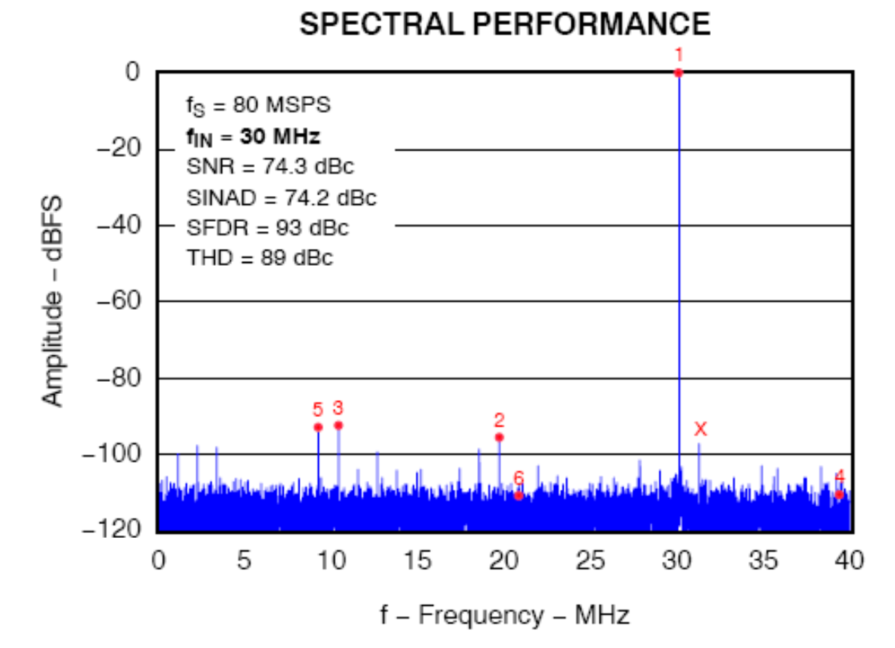 SPECTRAL PERFORMANCE
1
0
−20
−40
−60
−80
−100
−120
Amplitude – dBFS
fS = 80 MSPS
fIN = 30 MHz
SNR = 74.3 dBc
SINAD = 74.2 dBc
SFDR = 93 dBc
THD = 89 dBc
5 3 2 X
6 4
0 5 10 15 20 25 30 35 40
f – Frequency – MHz